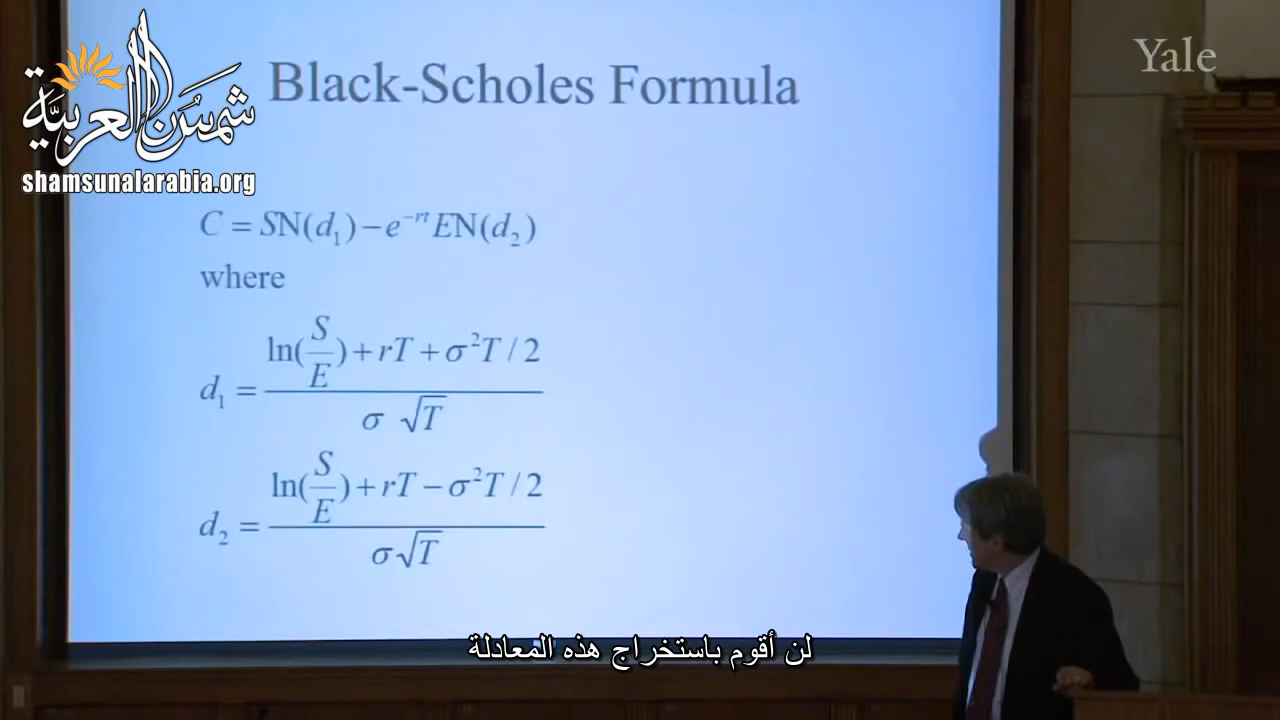 Yale
شمسُن العربيَّة
shamsunalarabia.org
Black-Scholes Formula
C = SN(d₁) − e⁻ʳᵗ EN(d₂)
where
d₁ = (ln(S/E) + rT + σ²T / 2) / (σ √T)
d₂ = (ln(S/E) + rT − σ²T / 2) / (σ√T)
لن أقوم باستخراج هذه المعادلة